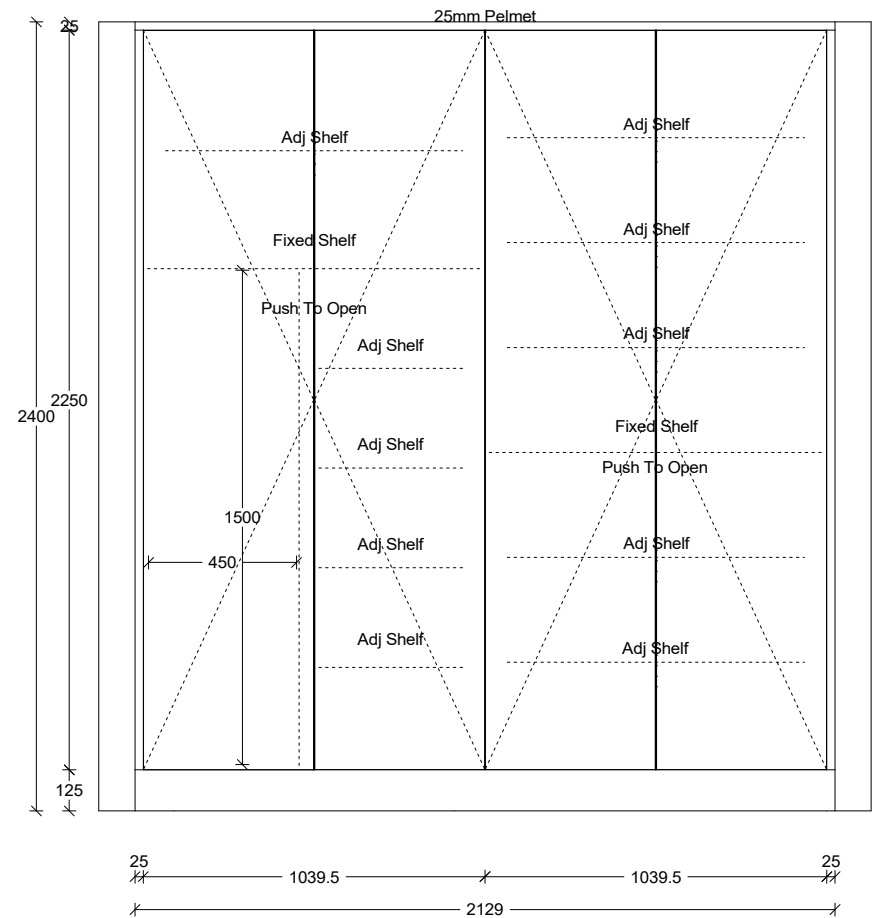 25mm Pelmet
25
Adj Shelf
Adj Shelf
Adj Shelf
Fixed Shelf
Push To Open
Adj Shelf
Adj Shelf
2400
2250
Fixed Shelf
Adj Shelf
Push To Open
1500
450
Adj Shelf
Adj Shelf
Adj Shelf
Adj Shelf
125
25
1039.5
1039.5
25
2129